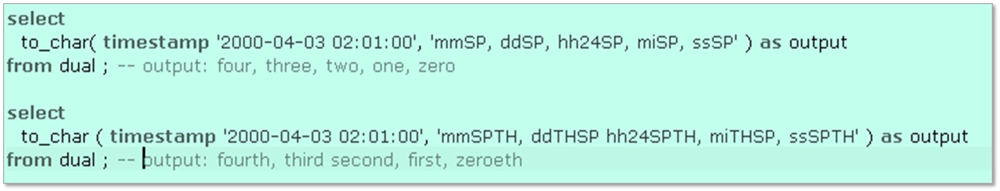 select
  to_char( timestamp '2000-04-03 02:01:00', 'mmSP, ddSP, hh24SP, miSP, ssSP' ) as output
from dual ; -- output: four, three, two, one, zero

select
  to_char ( timestamp '2000-04-03 02:01:00', 'mmSPTH, ddTHSP hh24SPTH, miTHSP, ssSPTH' ) as output
from dual ; -- output: fourth, third second, first, zeroeth